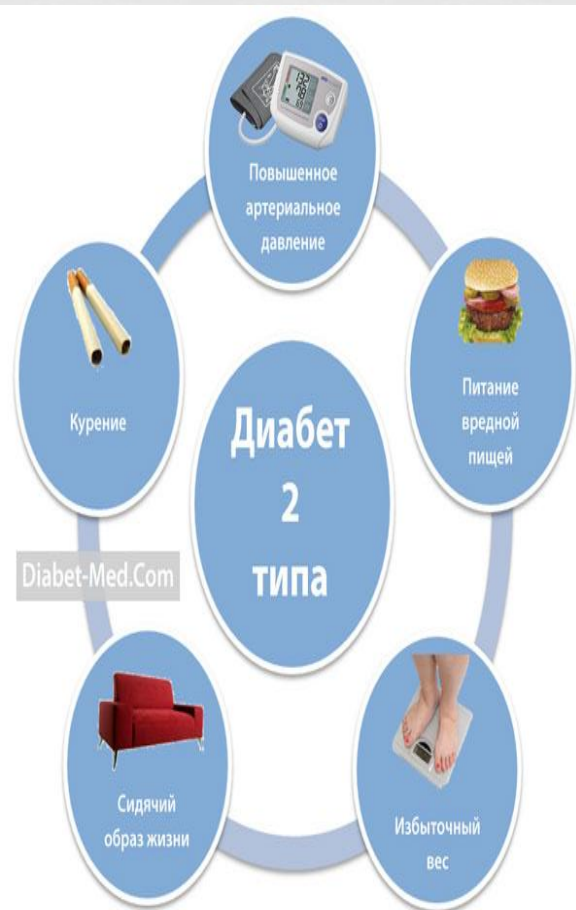 Повышенное
артериальное
давление
Питание
вредной
пищей
Курение
Диабет
2
типа
Diabet-Med.Com
Сидячий
образ жизни
Избыточный
вес